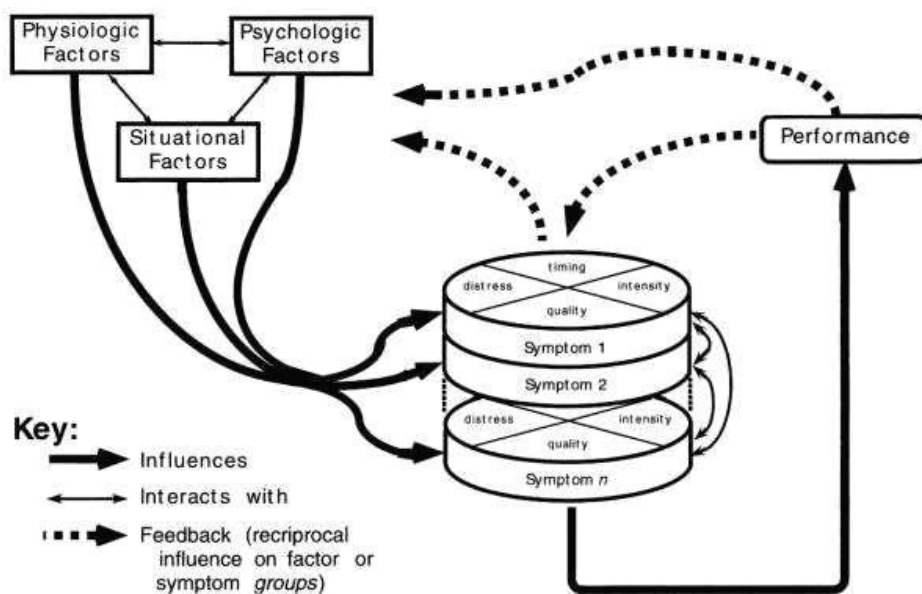 Physiologic
Factors
Psychologic
Factors
Situational
Factors
Performance
timing
distress
intensity
quality
Symptom 1
Symptom 2
distress
intensity
quality
Symptom n
Key:
Influences
Interacts with
Feedback (recriprocal
influence on factor or
symptom groups)